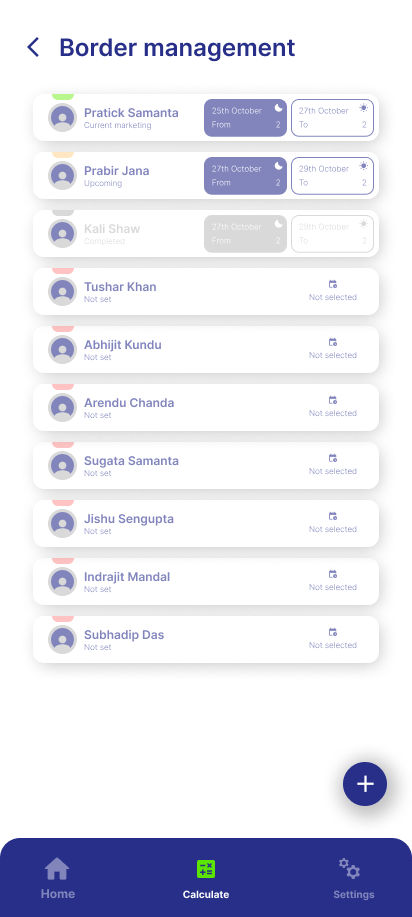 Border management
Pratick Samanta
Current marketing
25th October
From 2
27th October
To 2
Prabir Jana
Upcoming
27th October
From 2
29th October
To 2
Kali Shaw
Completed
27th October
From 2
29th October
To 2
Tushar Khan
Not set
Not selected
Abhijit Kundu
Not set
Not selected
Arendu Chanda
Not set
Not selected
Sugata Samanta
Not set
Not selected
Jishu Sengupta
Not set
Not selected
Indrajit Mandal
Not set
Not selected
Subhadip Das
Not set
Not selected
Home
Calculate
Settings